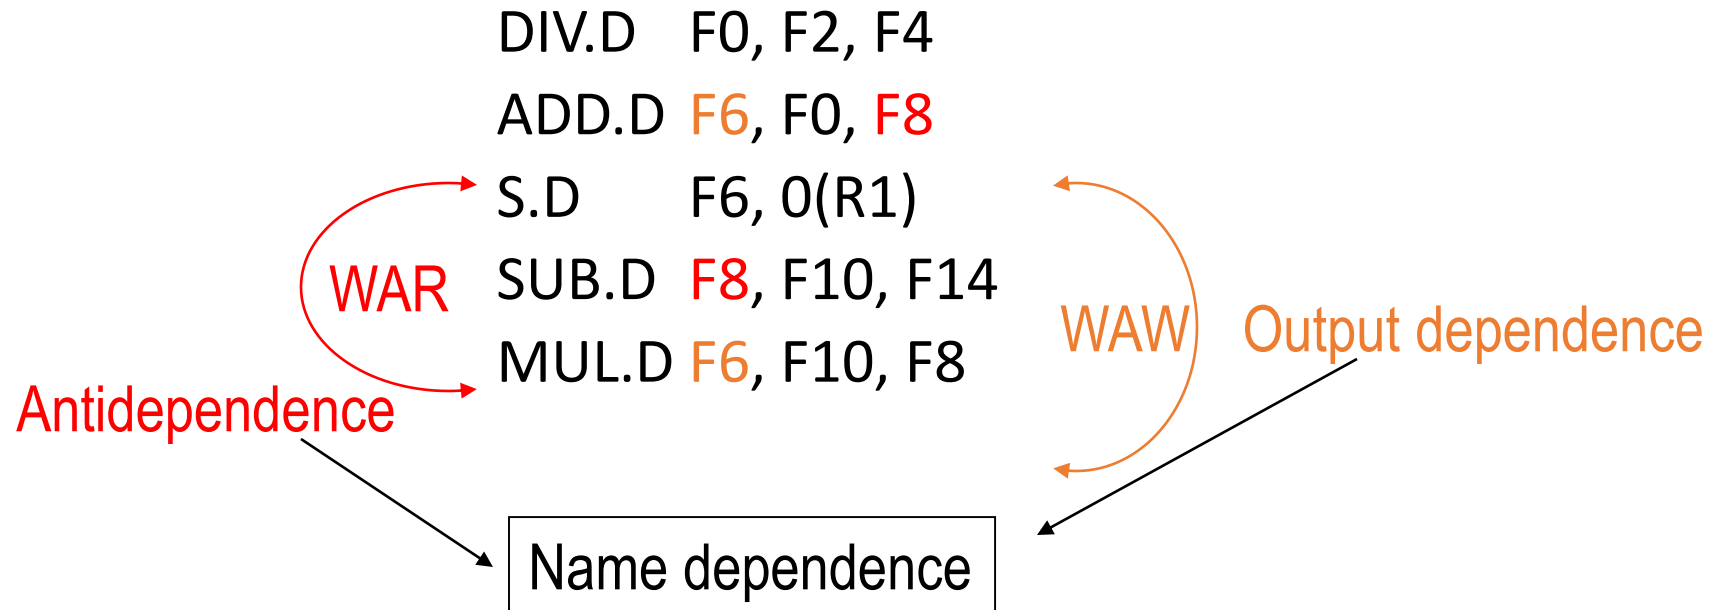 DIV.D F0, F2, F4
ADD.D F6, F0, F8
S.D F6, 0(R1)
WAR
SUB.D F8, F10, F14
WAW
Output dependence
MUL.D F6, F10, F8
Antidependence
Name dependence